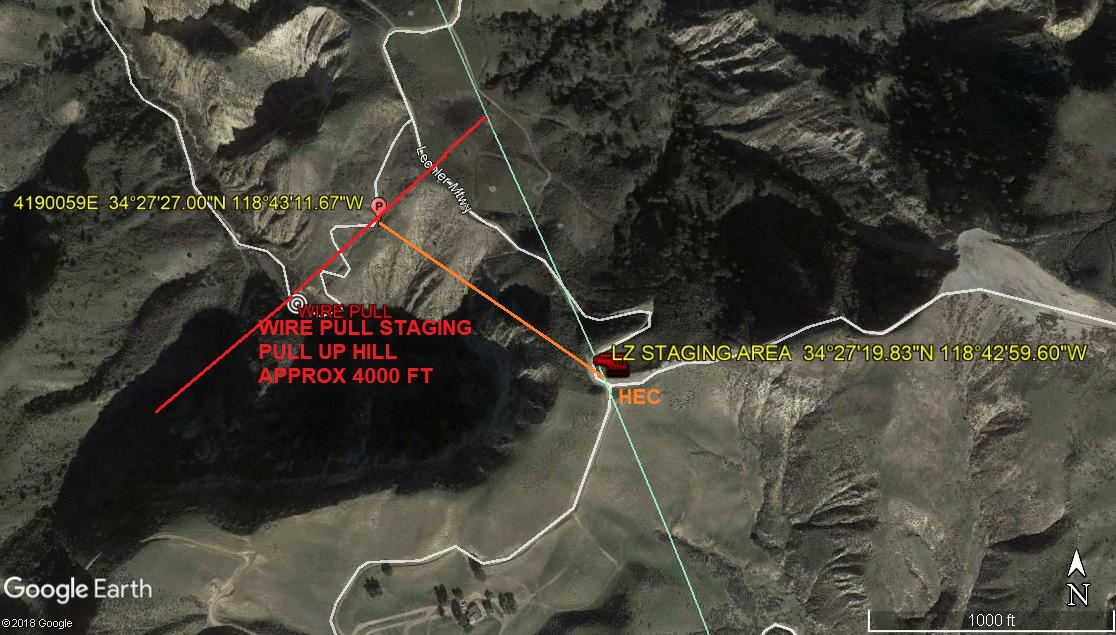 Lechler Mtwy
4190059E 34°27'27.00"N 118°43'11.67"W
WIRE PULL
WIRE PULL STAGING
PULL UP HILL
APPROX 4000 FT
LZ STAGING AREA 34°27'19.83"N 118°42'59.60"W
HEC
Google Earth
©2018 Google
N
1000 ft